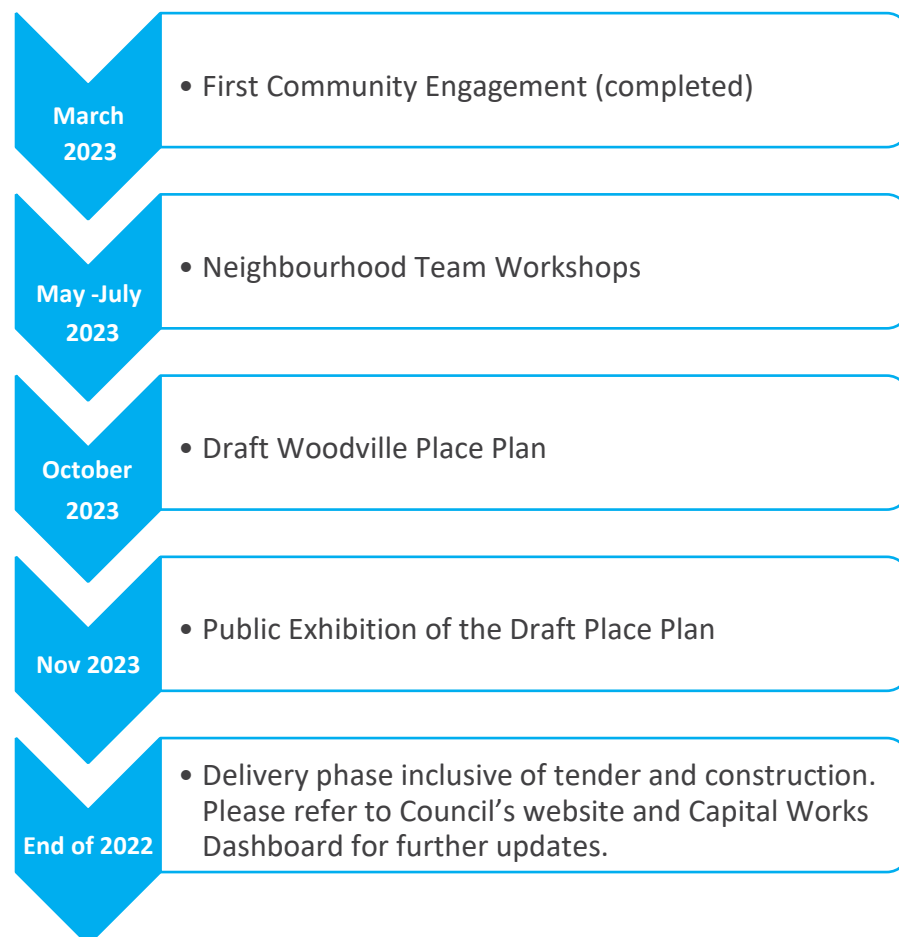 March
2023
• First Community Engagement (completed)
May -July
2023
• Neighbourhood Team Workshops
October
2023
• Draft Woodville Place Plan
Nov 2023
• Public Exhibition of the Draft Place Plan
End of 2022
• Delivery phase inclusive of tender and construction.
Please refer to Council’s website and Capital Works
Dashboard for further updates.